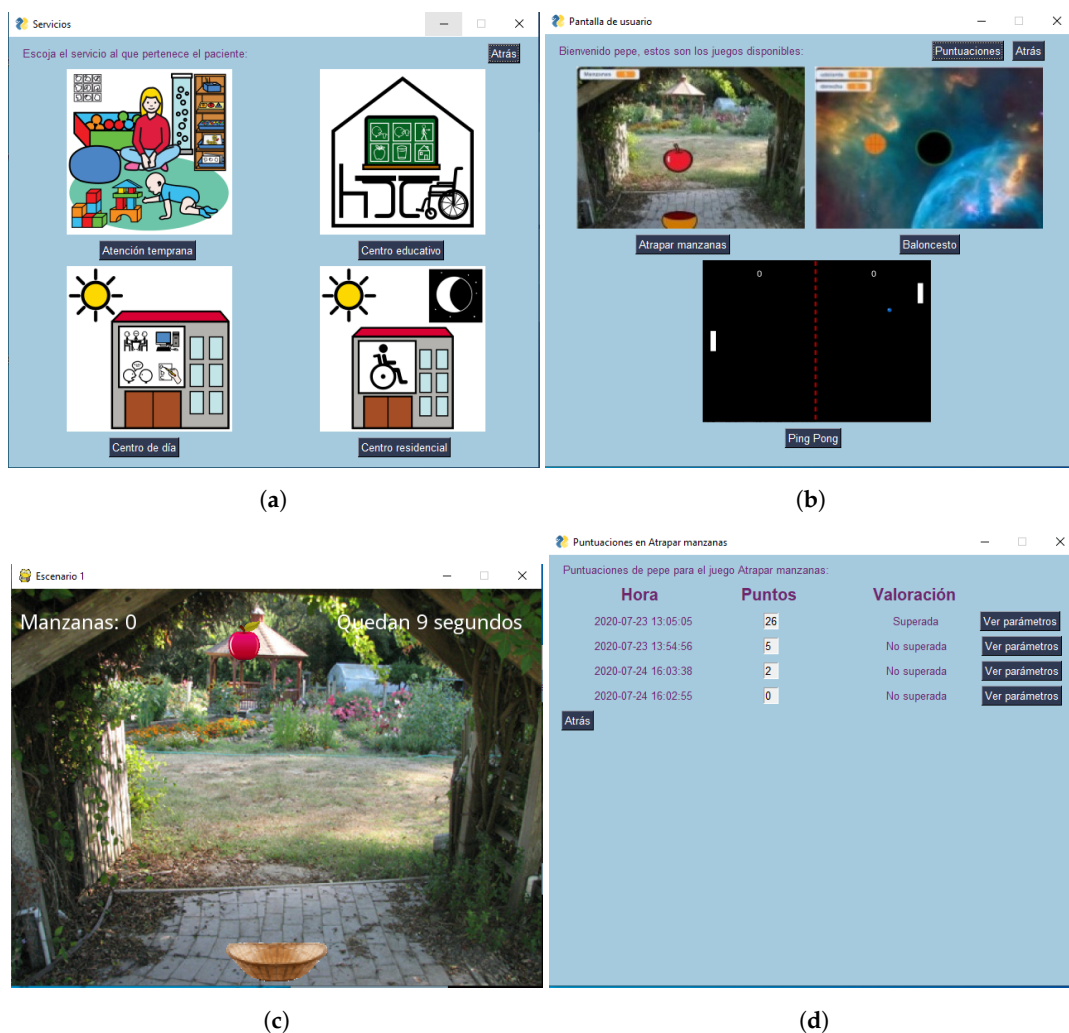 Servicios
Escoja el servicio al que pertenece el paciente:
Atrás
Atención temprana
Centro educativo
Centro de día
Centro residencial
(a)
Pantalla de usuario
Bienvenido pepe, estos son los juegos disponibles:
Puntuaciones
Atrás
Manzanas 0
Atrapar manzanas
Baloncesto
0 0
Ping Pong
(b)
Escenario 1
Manzanas: 0
Quedan 9 segundos
(c)
Puntuaciones en Atrapar manzanas
Puntuaciones de pepe para el juego Atrapar manzanas:
Hora Puntos Valoración
2020-07-23 13:05:05 26 Superada Ver parámetros
2020-07-23 13:54:56 5 No superada Ver parámetros
2020-07-24 16:03:38 2 No superada Ver parámetros
2020-07-24 16:02:55 0 No superada Ver parámetros
Atrás
(d)